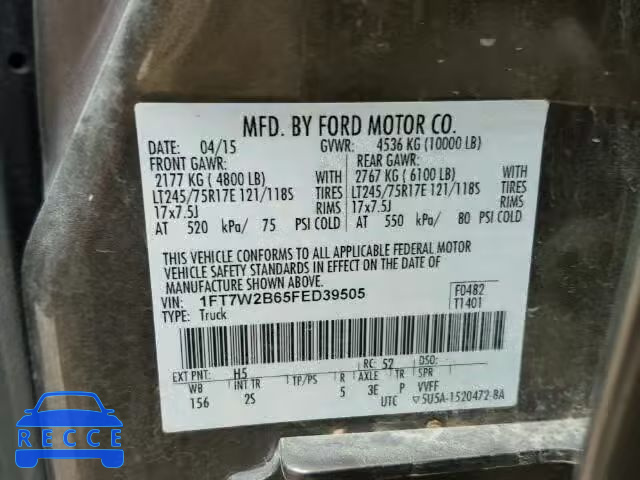 MFD. BY FORD MOTOR CO.
DATE: 04/15 GVWR: 4536 KG (10000 LB)
FRONT GAWR: REAR GAWR:
2177 KG ( 4800 LB) 2767 KG ( 6100 LB)
LT245/75R17E 121/118S TIRES LT245/75R17E 121/118S TIRES
17x7.5J RIMS 17x7.5J RIMS
AT 520 kPa/ 75 PSI COLD AT 550 kPa/ 80 PSI COLD
THIS VEHICLE CONFORMS TO ALL APPLICABLE FEDERAL MOTOR
VEHICLE SAFETY STANDARDS IN EFFECT ON THE DATE OF
MANUFACTURE SHOWN ABOVE.
VIN: 1FT7W2B65FED39505 F0482
TYPE: Truck T1401
EXT PNT: H5 RC: 52 DSO:
WB INT TR TP/PS R AXLE TR SPR
156 2S 5 3E P VVFF
UTC ▽5U5A-1520472-BA
RECCE